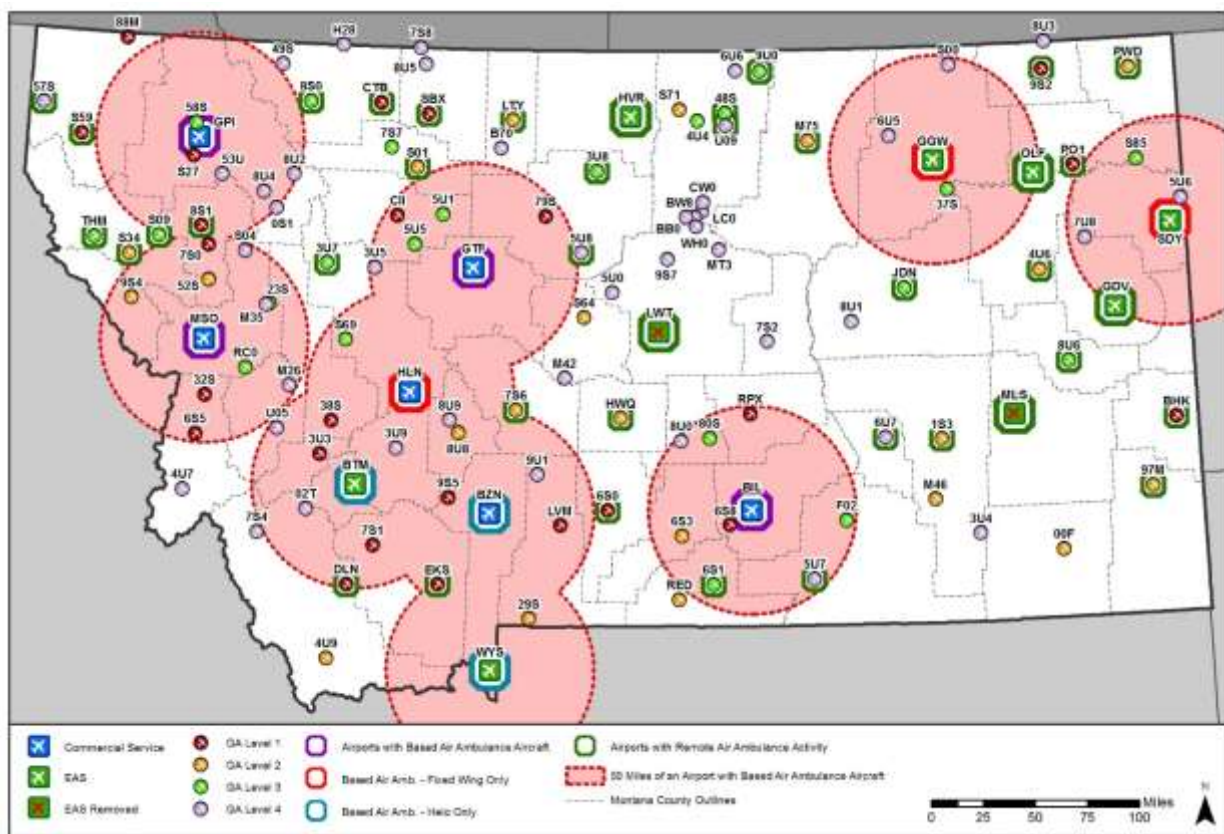 88M
H28
7S8
8U3
49S
8U5
6U6
9U0
S00
PWD
57S
8S0
CTB
SBX
LTY
HVR
S71
48S
9S2
S59
58S
GPI
7S7
B70
4U4
U09
M75
6U5
GGW
OLF
PO1
S85
S27
53U
8U2
S01
3U8
8U4
CW0
37S
5U6
0S1
CII
5U1
79S
BW8
LC0
THM
S09
8S1
5U5
BB0
WH0
7U8
SDY
S34
7S0
S04
3U7
3U5
GTF
5U8
9S7
MT3
4U6
9S4
52S
23S
5U0
JDN
GDV
M35
S64
MSO
S69
LWT
7S2
8U1
RC0
8U6
32S
M26
HLN
M42
7S6
HWQ
RPX
MLS
BHK
6S5
U05
38S
8U9
8U0
80S
6U7
1S3
3U3
3U9
8U8
4U7
BTM
9U1
97M
02T
9S5
BZN
BIL
M46
7S4
LVM
6S0
6S8
F02
7S1
6S3
3U4
00F
DLN
EKS
6S1
5U7
29S
RED
4U9
WYS
Commercial Service
GA Level 1
Airports with Based Air Ambulance Aircraft
Airports with Remote Air Ambulance Activity
EAS
GA Level 2
Based Air Amb. - Fixed Wing Only
50 Miles of an Airport with Based Air Ambulance Aircraft
GA Level 3
EAS Removed
GA Level 4
Based Air Amb. - Helo Only
Montana County Outlines
Miles
0 25 50 75 100
N